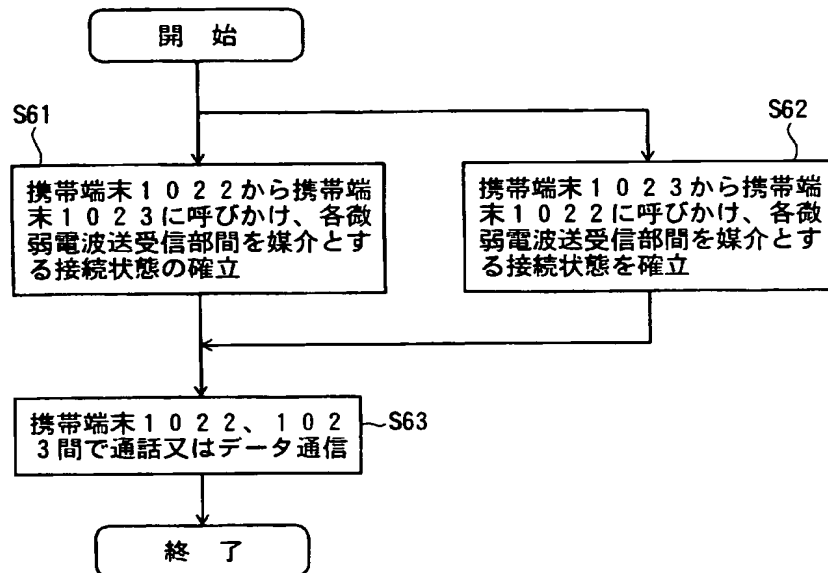 開 始
S61
S62
携帯端末1022から携帯端
末1023に呼びかけ、各微
弱電波送受信部間を媒介とす
る接続状態の確立
携帯端末1023から携帯端
末1022に呼びかけ、各微
弱電波送受信部間を媒介とす
る接続状態を確立
携帯端末1022、102
3間で通話又はデータ通信
S63
終 了